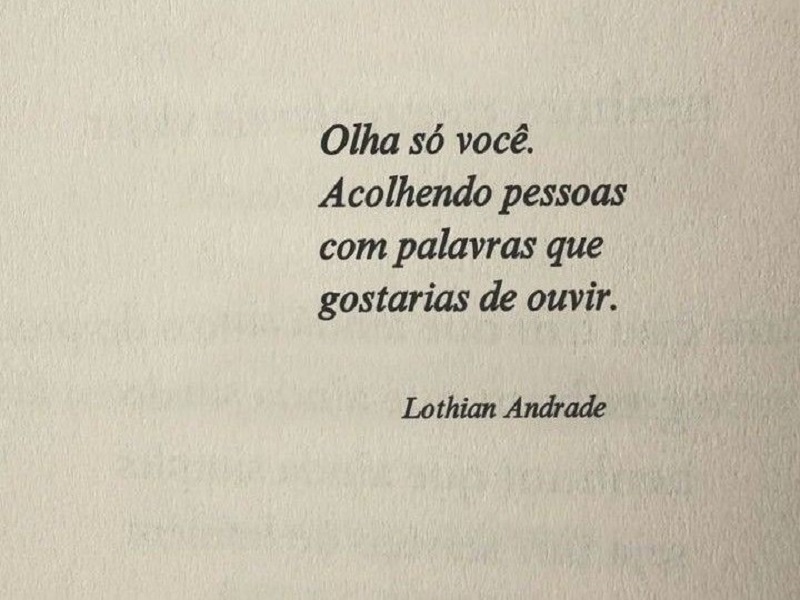 Olha só você.
Acolhendo pessoas
com palavras que
gostarias de ouvir.
Lothian Andrade